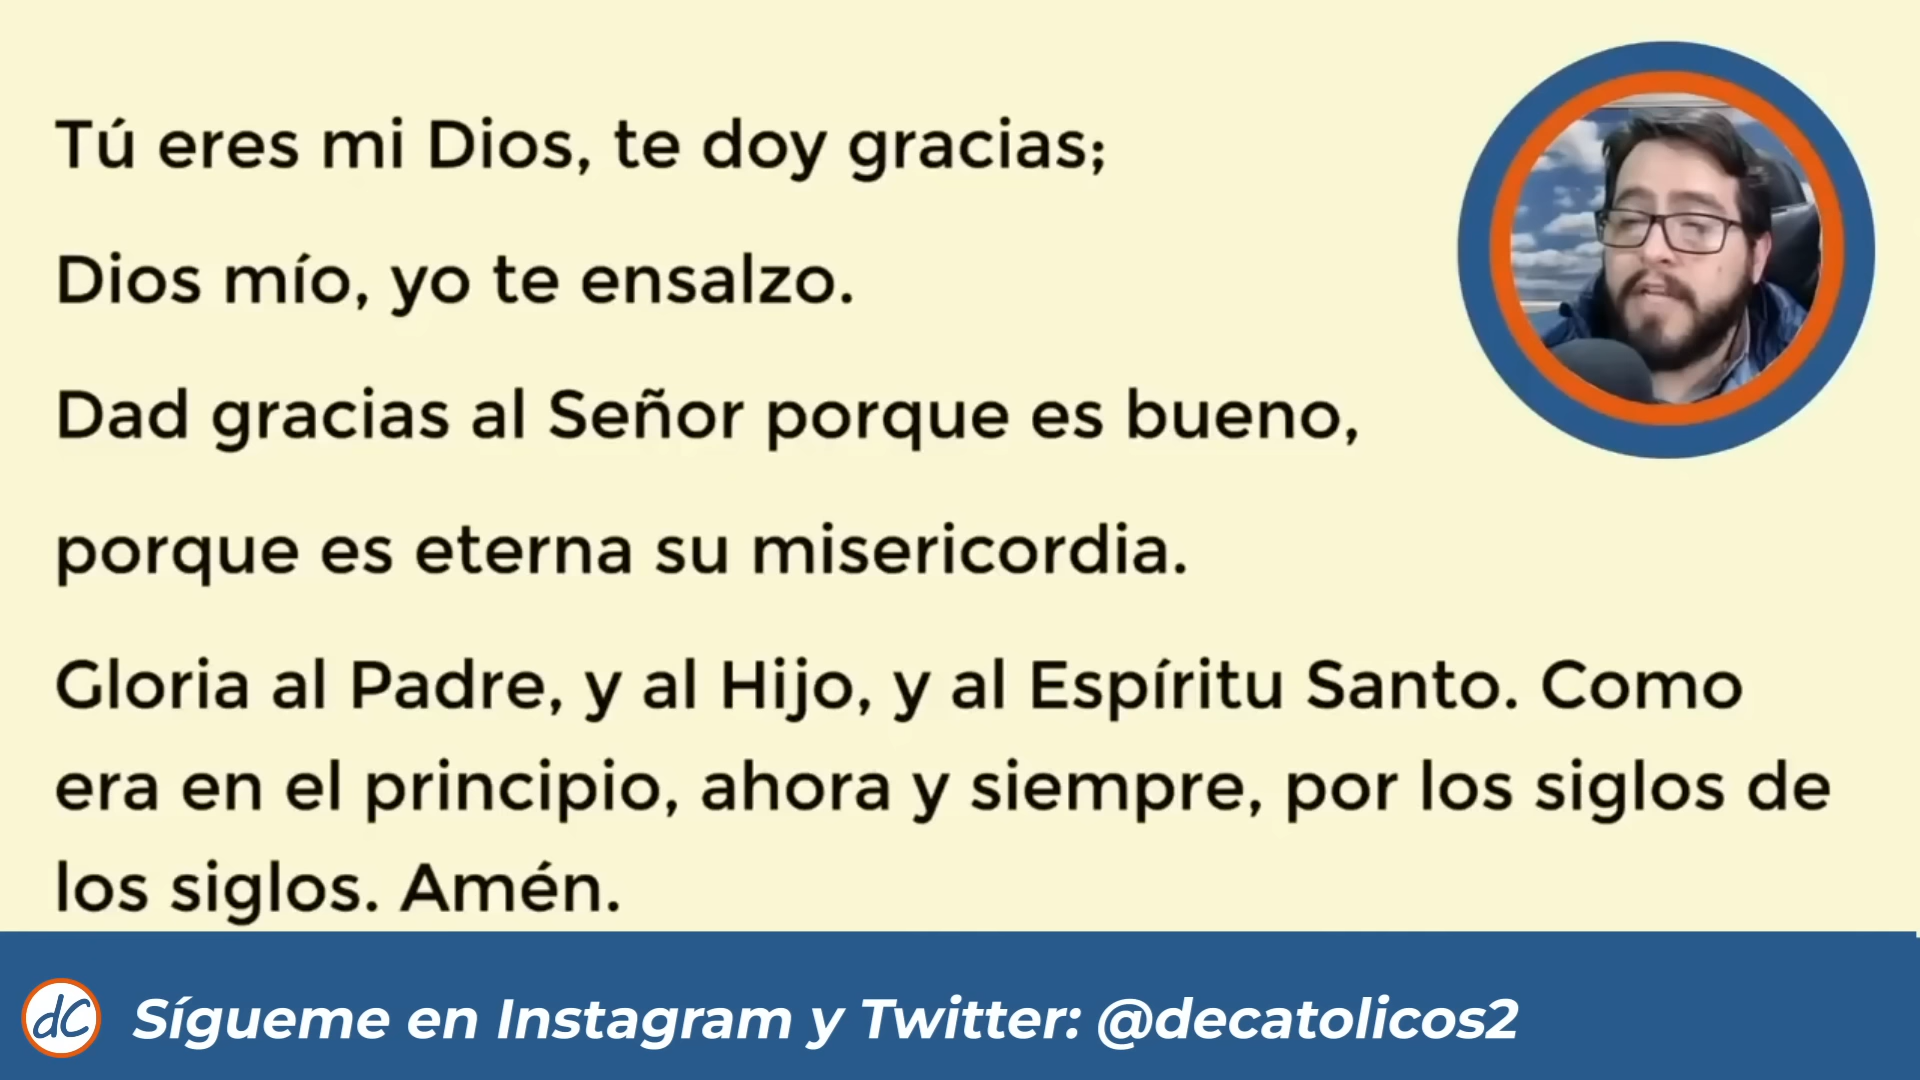 Tú eres mi Dios, te doy gracias;
Dios mío, yo te ensalzo.
Dad gracias al Señor porque es bueno,
porque es eterna su misericordia.
Gloria al Padre, y al Hijo, y al Espíritu Santo. Como
era en el principio, ahora y siempre, por los siglos de
los siglos. Amén.
dC
Sígueme en Instagram y Twitter: @decatolicos2